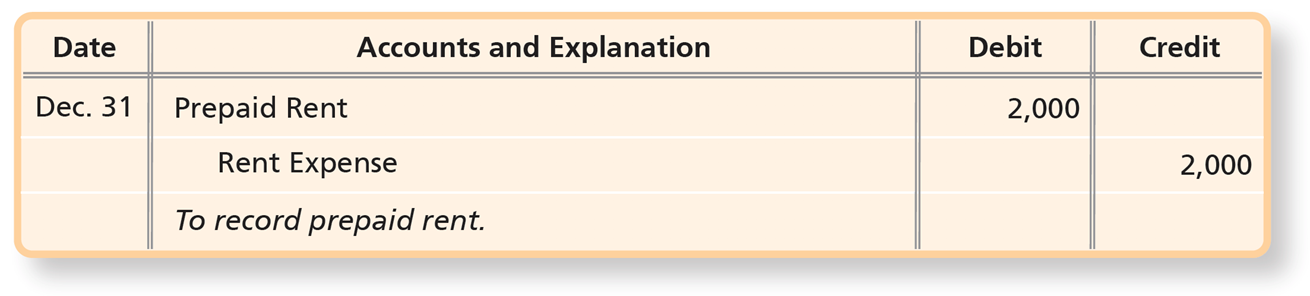 Date Accounts and Explanation Debit Credit
Dec. 31 Prepaid Rent 2,000
Rent Expense 2,000
To record prepaid rent.